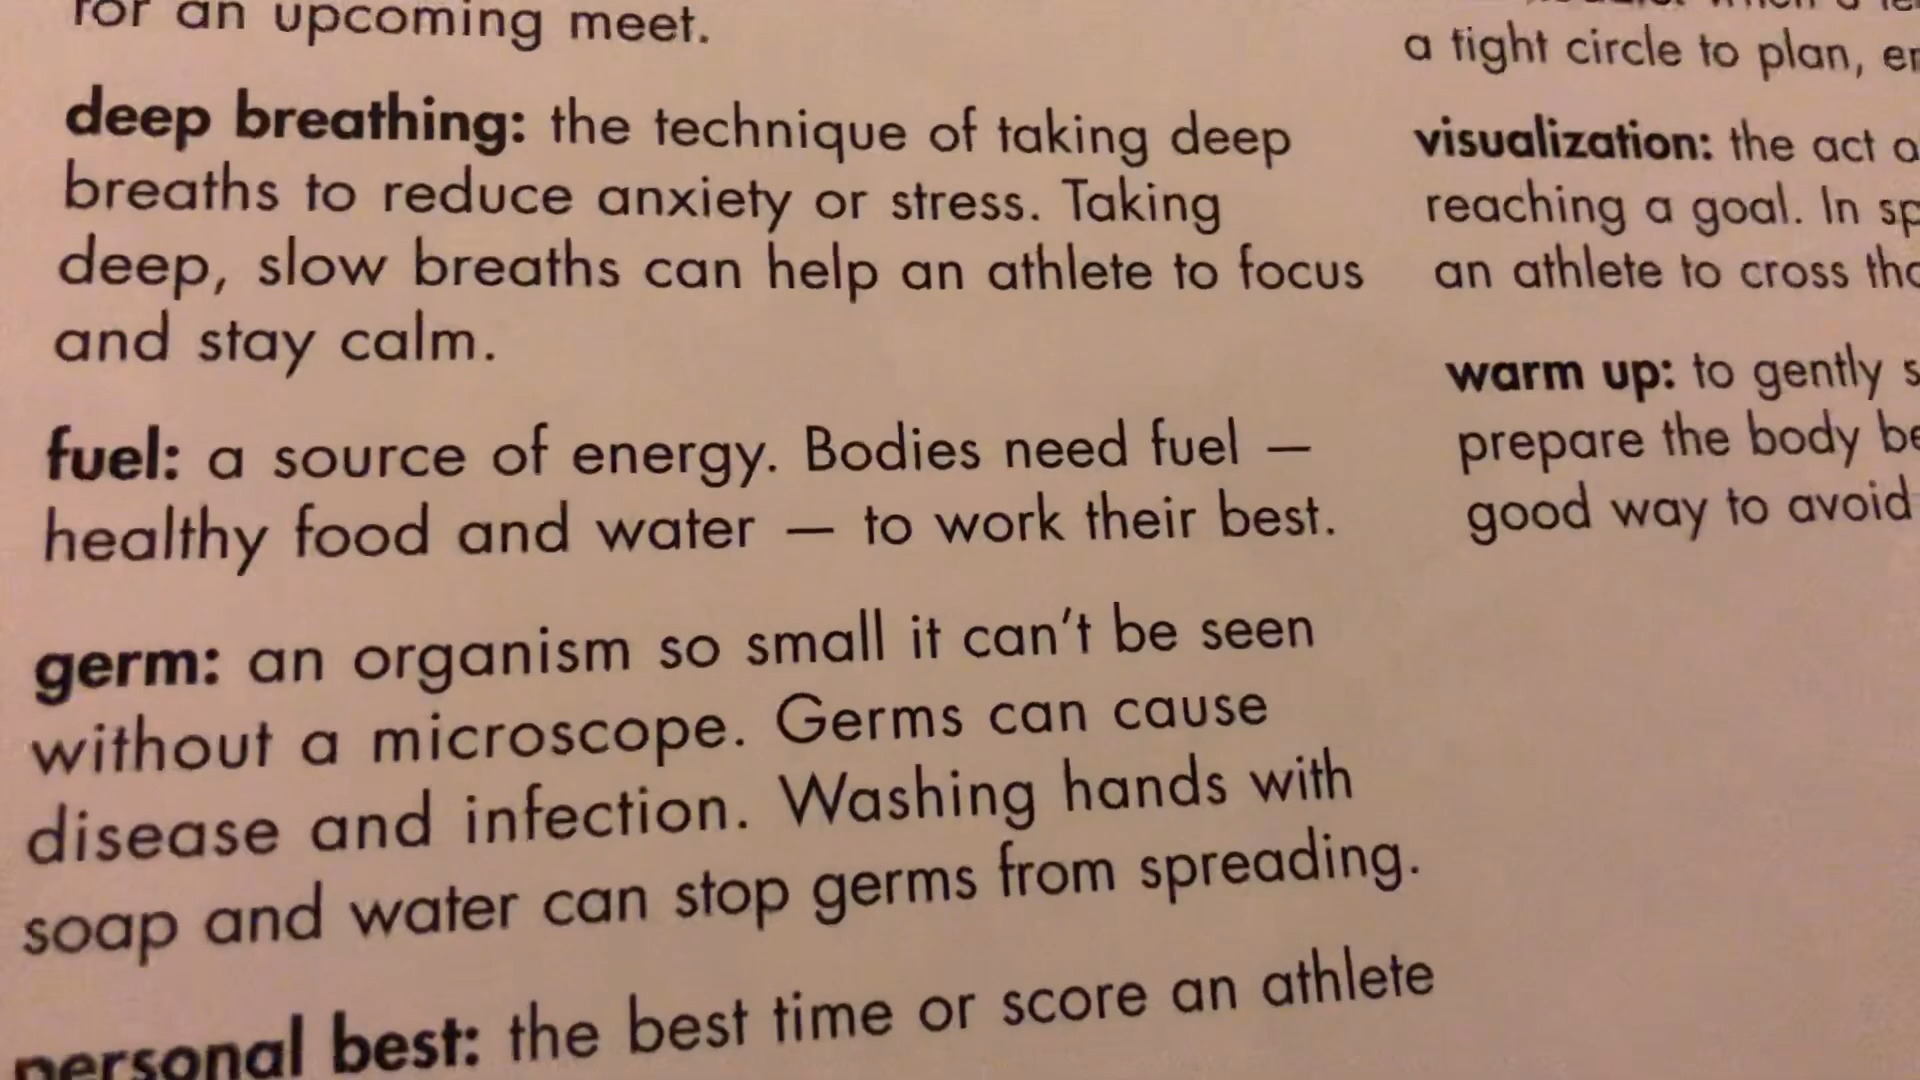 for an upcoming meet.
deep breathing: the technique of taking deep
breaths to reduce anxiety or stress. Taking
deep, slow breaths can help an athlete to focus
and stay calm.
fuel: a source of energy. Bodies need fuel —
healthy food and water — to work their best.
germ: an organism so small it can't be seen
without a microscope. Germs can cause
disease and infection. Washing hands with
soap and water can stop germs from spreading.
personal best: the best time or score an athlete
when a
a tight circle to plan,
visualization: the act
reaching a goal. In
an athlete to cross
warm up: to gently
prepare the body
good way to avoid